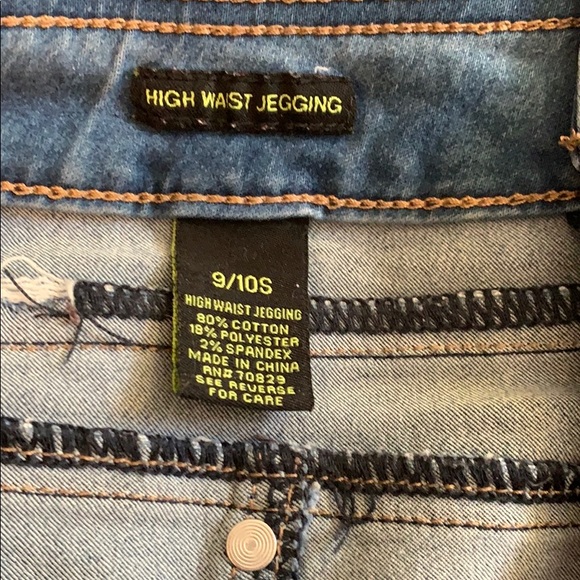 HIGH WAIST JEGGING
9/10S
HIGH WAIST JEGGING
80% COTTON
18% POLYESTER
2% SPANDEX
MADE IN CHINA
RN# 70829
SEE REVERSE
FOR CARE